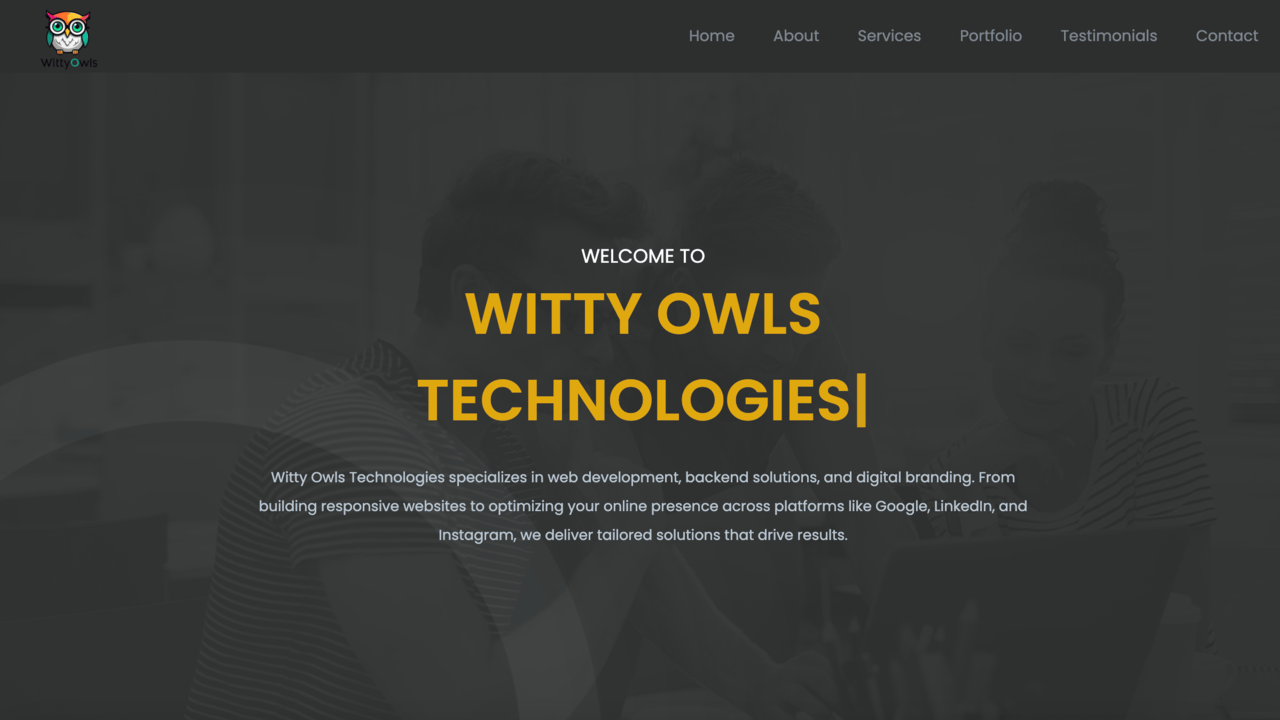 WittyOwls
Home About Services Portfolio Testimonials Contact
WELCOME TO
WITTY OWLS
TECHNOLOGIES|
Witty Owls Technologies specializes in web development, backend solutions, and digital branding. From
building responsive websites to optimizing your online presence across platforms like Google, LinkedIn, and
Instagram, we deliver tailored solutions that drive results.